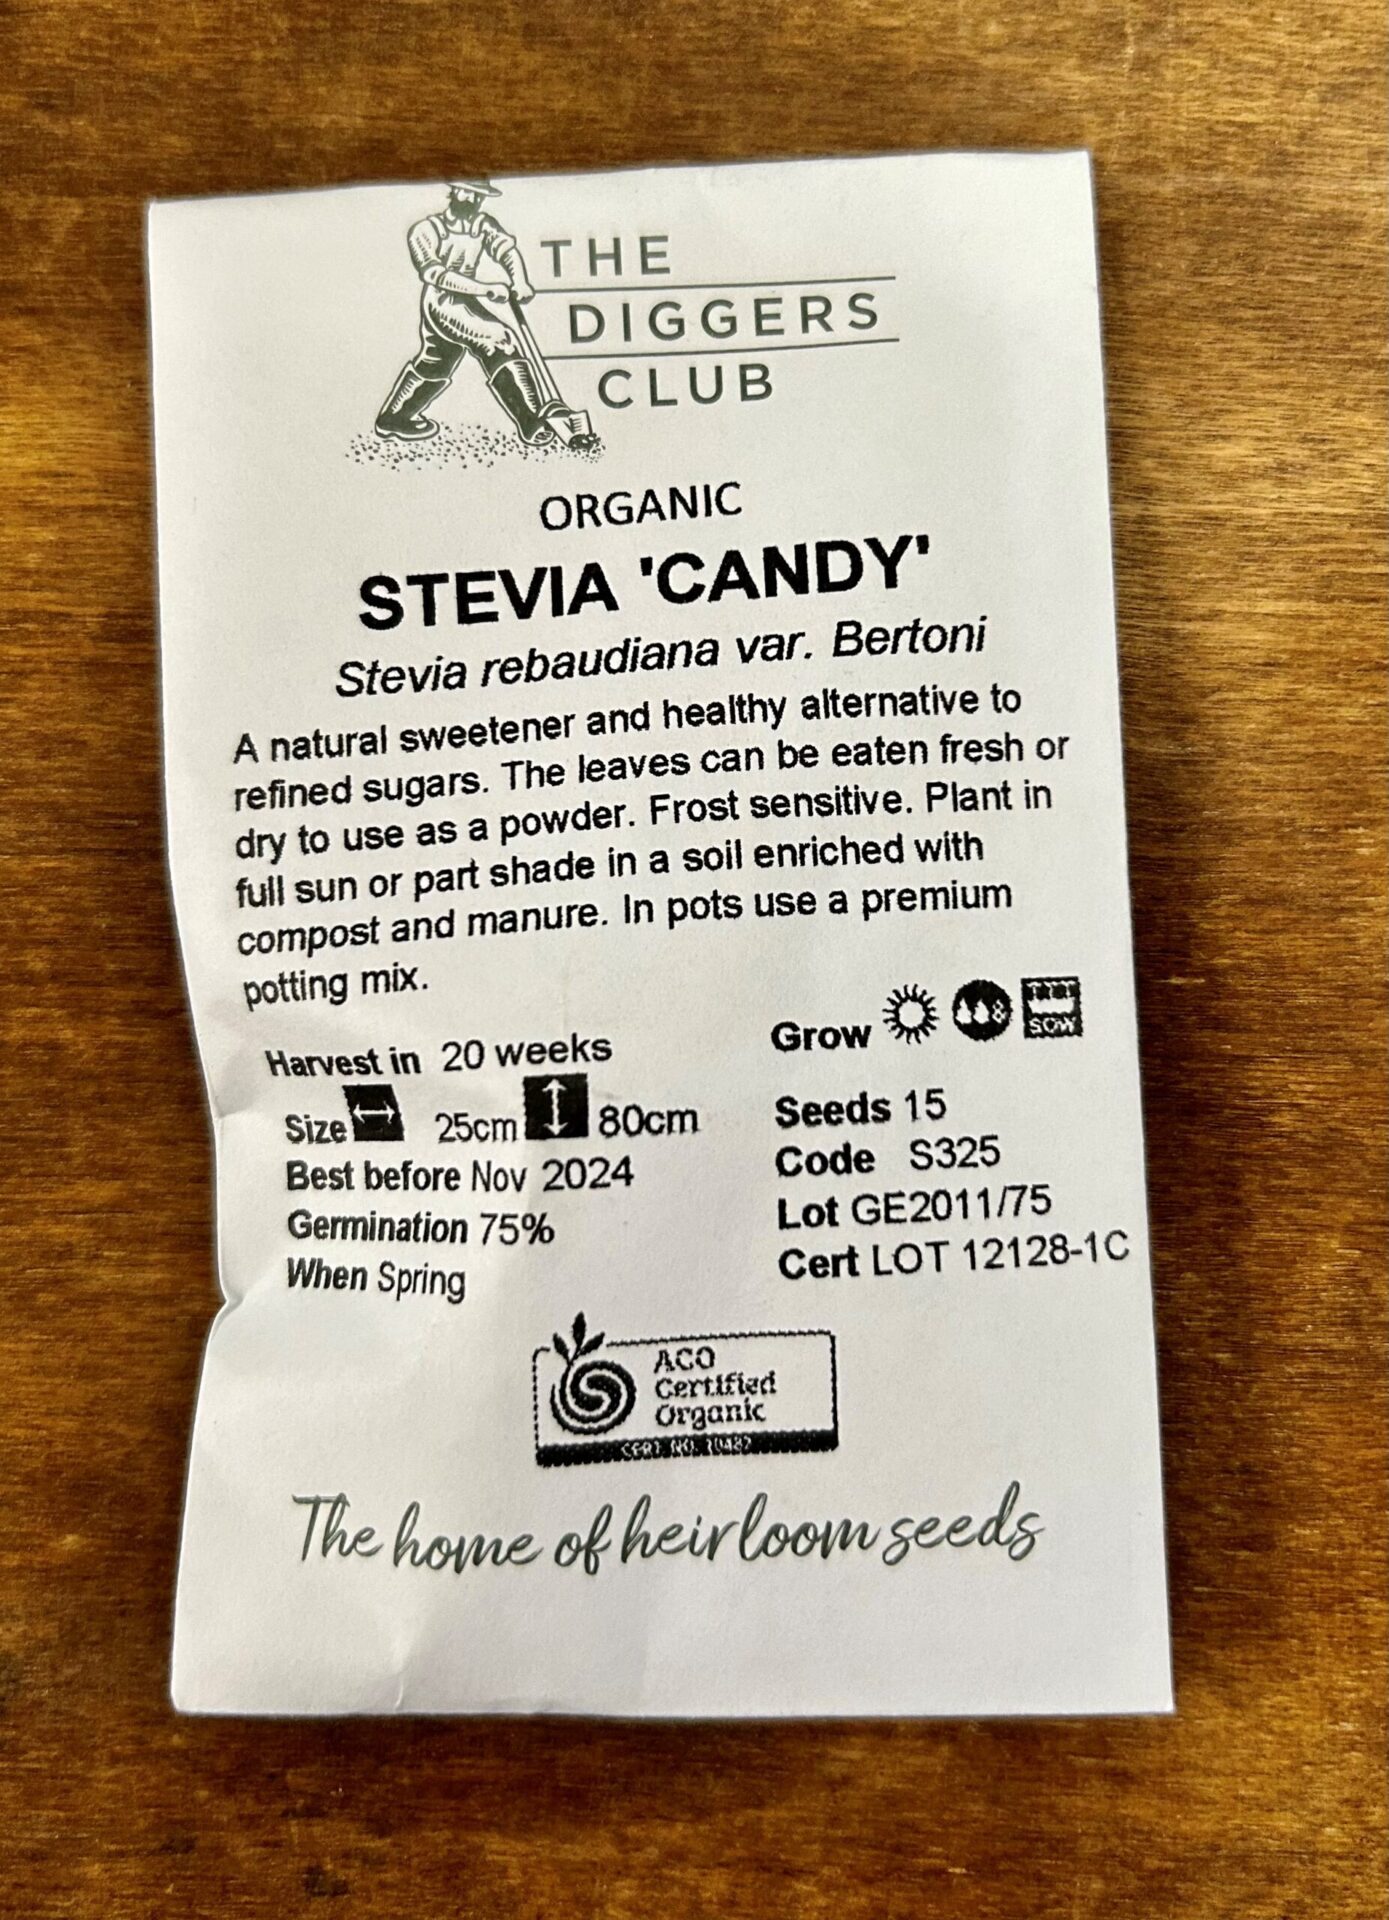 THE
DIGGERS
CLUB
ORGANIC
STEVIA 'CANDY'
Stevia rebaudiana var. Bertoni
A natural sweetener and healthy alternative to
refined sugars. The leaves can be eaten fresh or
dry to use as a powder. Frost sensitive. Plant in
full sun or part shade in a soil enriched with
compost and manure. In pots use a premium
potting mix.
Harvest in 20 weeks
Size 25cm 80cm
Best before Nov 2024
Germination 75%
When Spring
Grow 8 SOW
Seeds 15
Code S325
Lot GE2011/75
Cert LOT 12128-1C
ACO
Certified
Organic
CERT. NO. 10487
The home of heirloom seeds